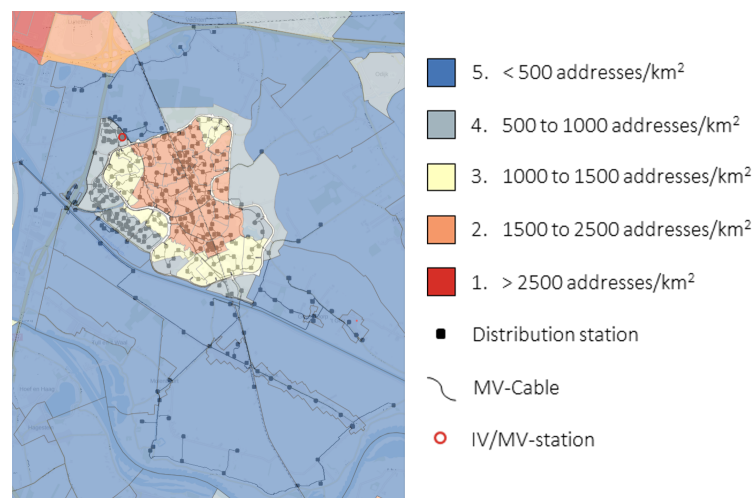 5. < 500 addresses/km²
4. 500 to 1000 addresses/km²
3. 1000 to 1500 addresses/km²
2. 1500 to 2500 addresses/km²
1. > 2500 addresses/km²
Distribution station
MV-Cable
IV/MV-station